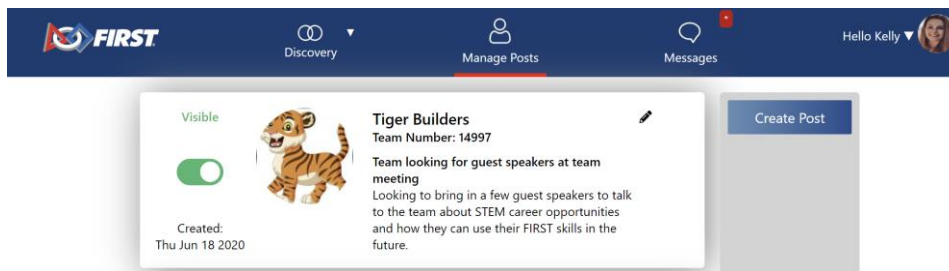 FIRST
Discovery ▼
Manage Posts
Messages
*
Hello Kelly ▼
Visible
Tiger Builders
Team Number: 14997
Team looking for guest speakers at team
meeting
Looking to bring in a few guest speakers to talk
to the team about STEM career opportunities
and how they can use their FIRST skills in the
future.
Created:
Thu Jun 18 2020
Create Post